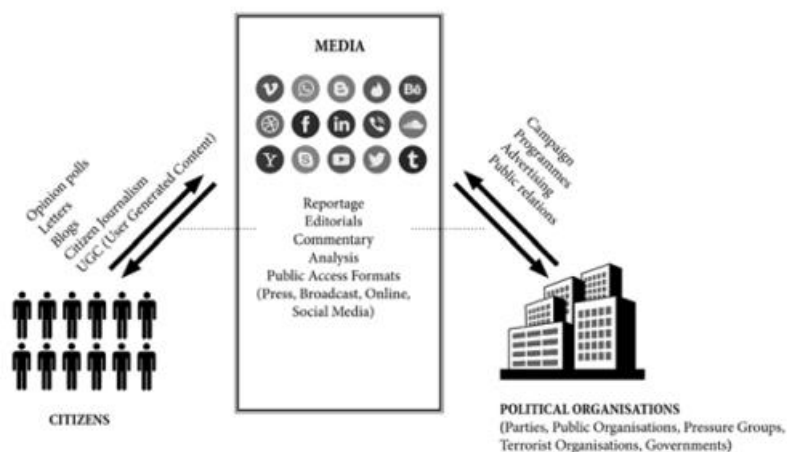 MEDIA
Bē
f
in
Y
S
t
Reportage
Editorials
Commentary
Analysis
Public Access Formats
(Press, Broadcast, Online,
Social Media)
Opinion polls
Letters
Blogs
Citizen Journalism
UGC (User Generated Content)
Campaign
Programmes
Advertising
Public relations
CITIZENS
POLITICAL ORGANISATIONS
(Parties, Public Organisations, Pressure Groups,
Terrorist Organisations, Governments)